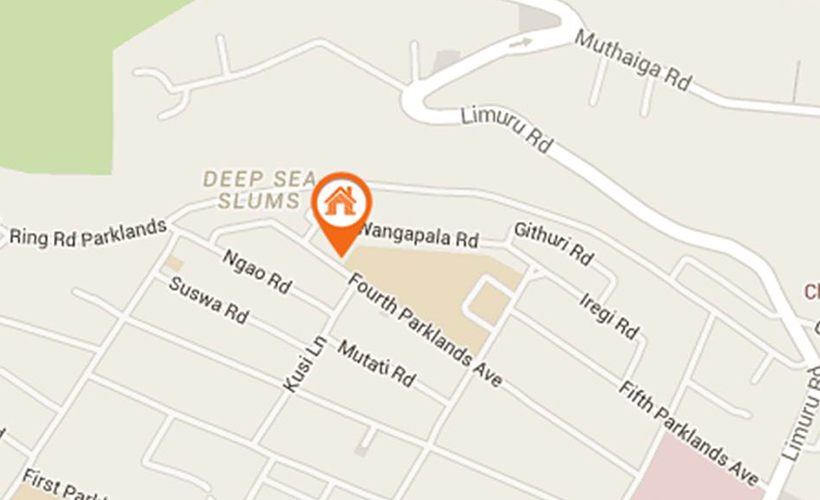 Muthaiga Rd
Limuru Rd
DEEP SEA
SLUMS
Ring Rd Parklands
Wangapala Rd
Githuri Rd
Ngao Rd
Suswa Rd
Fourth Parklands Ave
Iregi Rd
Kusi Ln
Mutati Rd
Fifth Parklands Ave
Limuru Rd
First Park